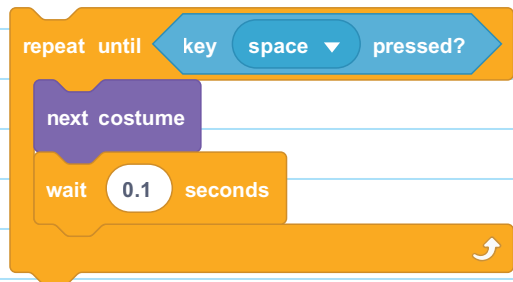 repeat until key space pressed?
next costume
wait 0.1 seconds